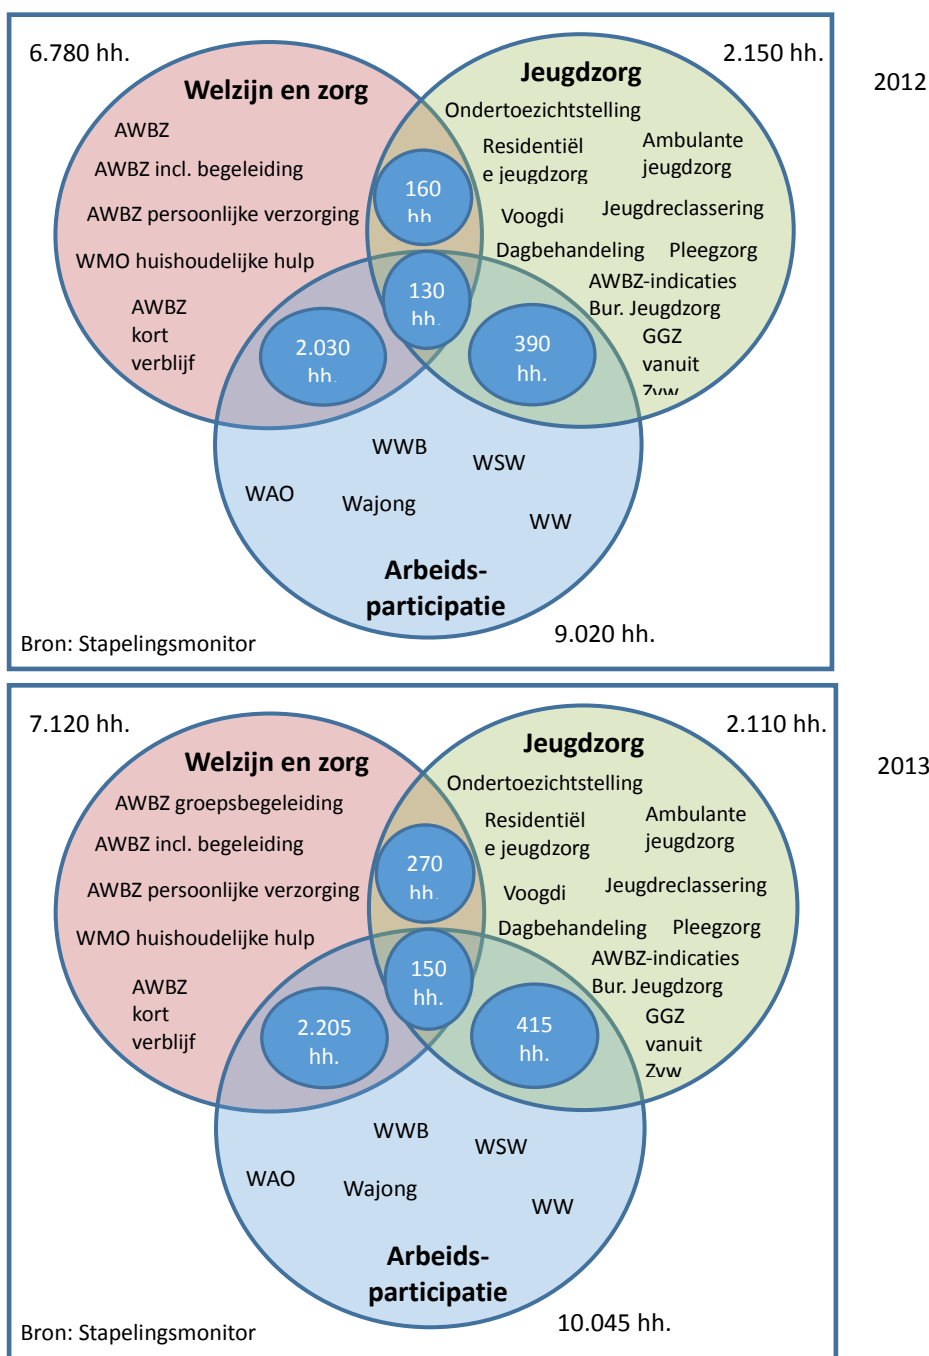 6.780 hh.
2.150 hh.
2012
Welzijn en zorg
Jeugdzorg
AWBZ
AWBZ incl. begeleiding
AWBZ persoonlijke verzorging
WMO huishoudelijke hulp
AWBZ
kort
verblijf
Ondertoezichtstelling
Residentiël
e jeugdzorg
Ambulante
jeugdzorg
Voogdi
Jeugdreclassering
Dagbehandeling
Pleegzorg
AWBZ-indicaties
Bur. Jeugdzorg
GGZ
vanuit
Zvw
160
hh.
130
hh.
2.030
hh.
390
hh.
WWB
WSW
WAO
Wajong
WW
Arbeids-
participatie
9.020 hh.
Bron: Stapelingsmonitor
7.120 hh.
2.110 hh.
2013
Welzijn en zorg
Jeugdzorg
AWBZ groepsbegeleiding
AWBZ incl. begeleiding
AWBZ persoonlijke verzorging
WMO huishoudelijke hulp
AWBZ
kort
verblijf
Ondertoezichtstelling
Residentiël
e jeugdzorg
Ambulante
jeugdzorg
Voogdi
Jeugdreclassering
Dagbehandeling
Pleegzorg
AWBZ-indicaties
Bur. Jeugdzorg
GGZ
vanuit
Zvw
270
hh.
150
hh.
2.205
hh.
415
hh.
WWB
WSW
WAO
Wajong
WW
Arbeids-
participatie
10.045 hh.
Bron: Stapelingsmonitor